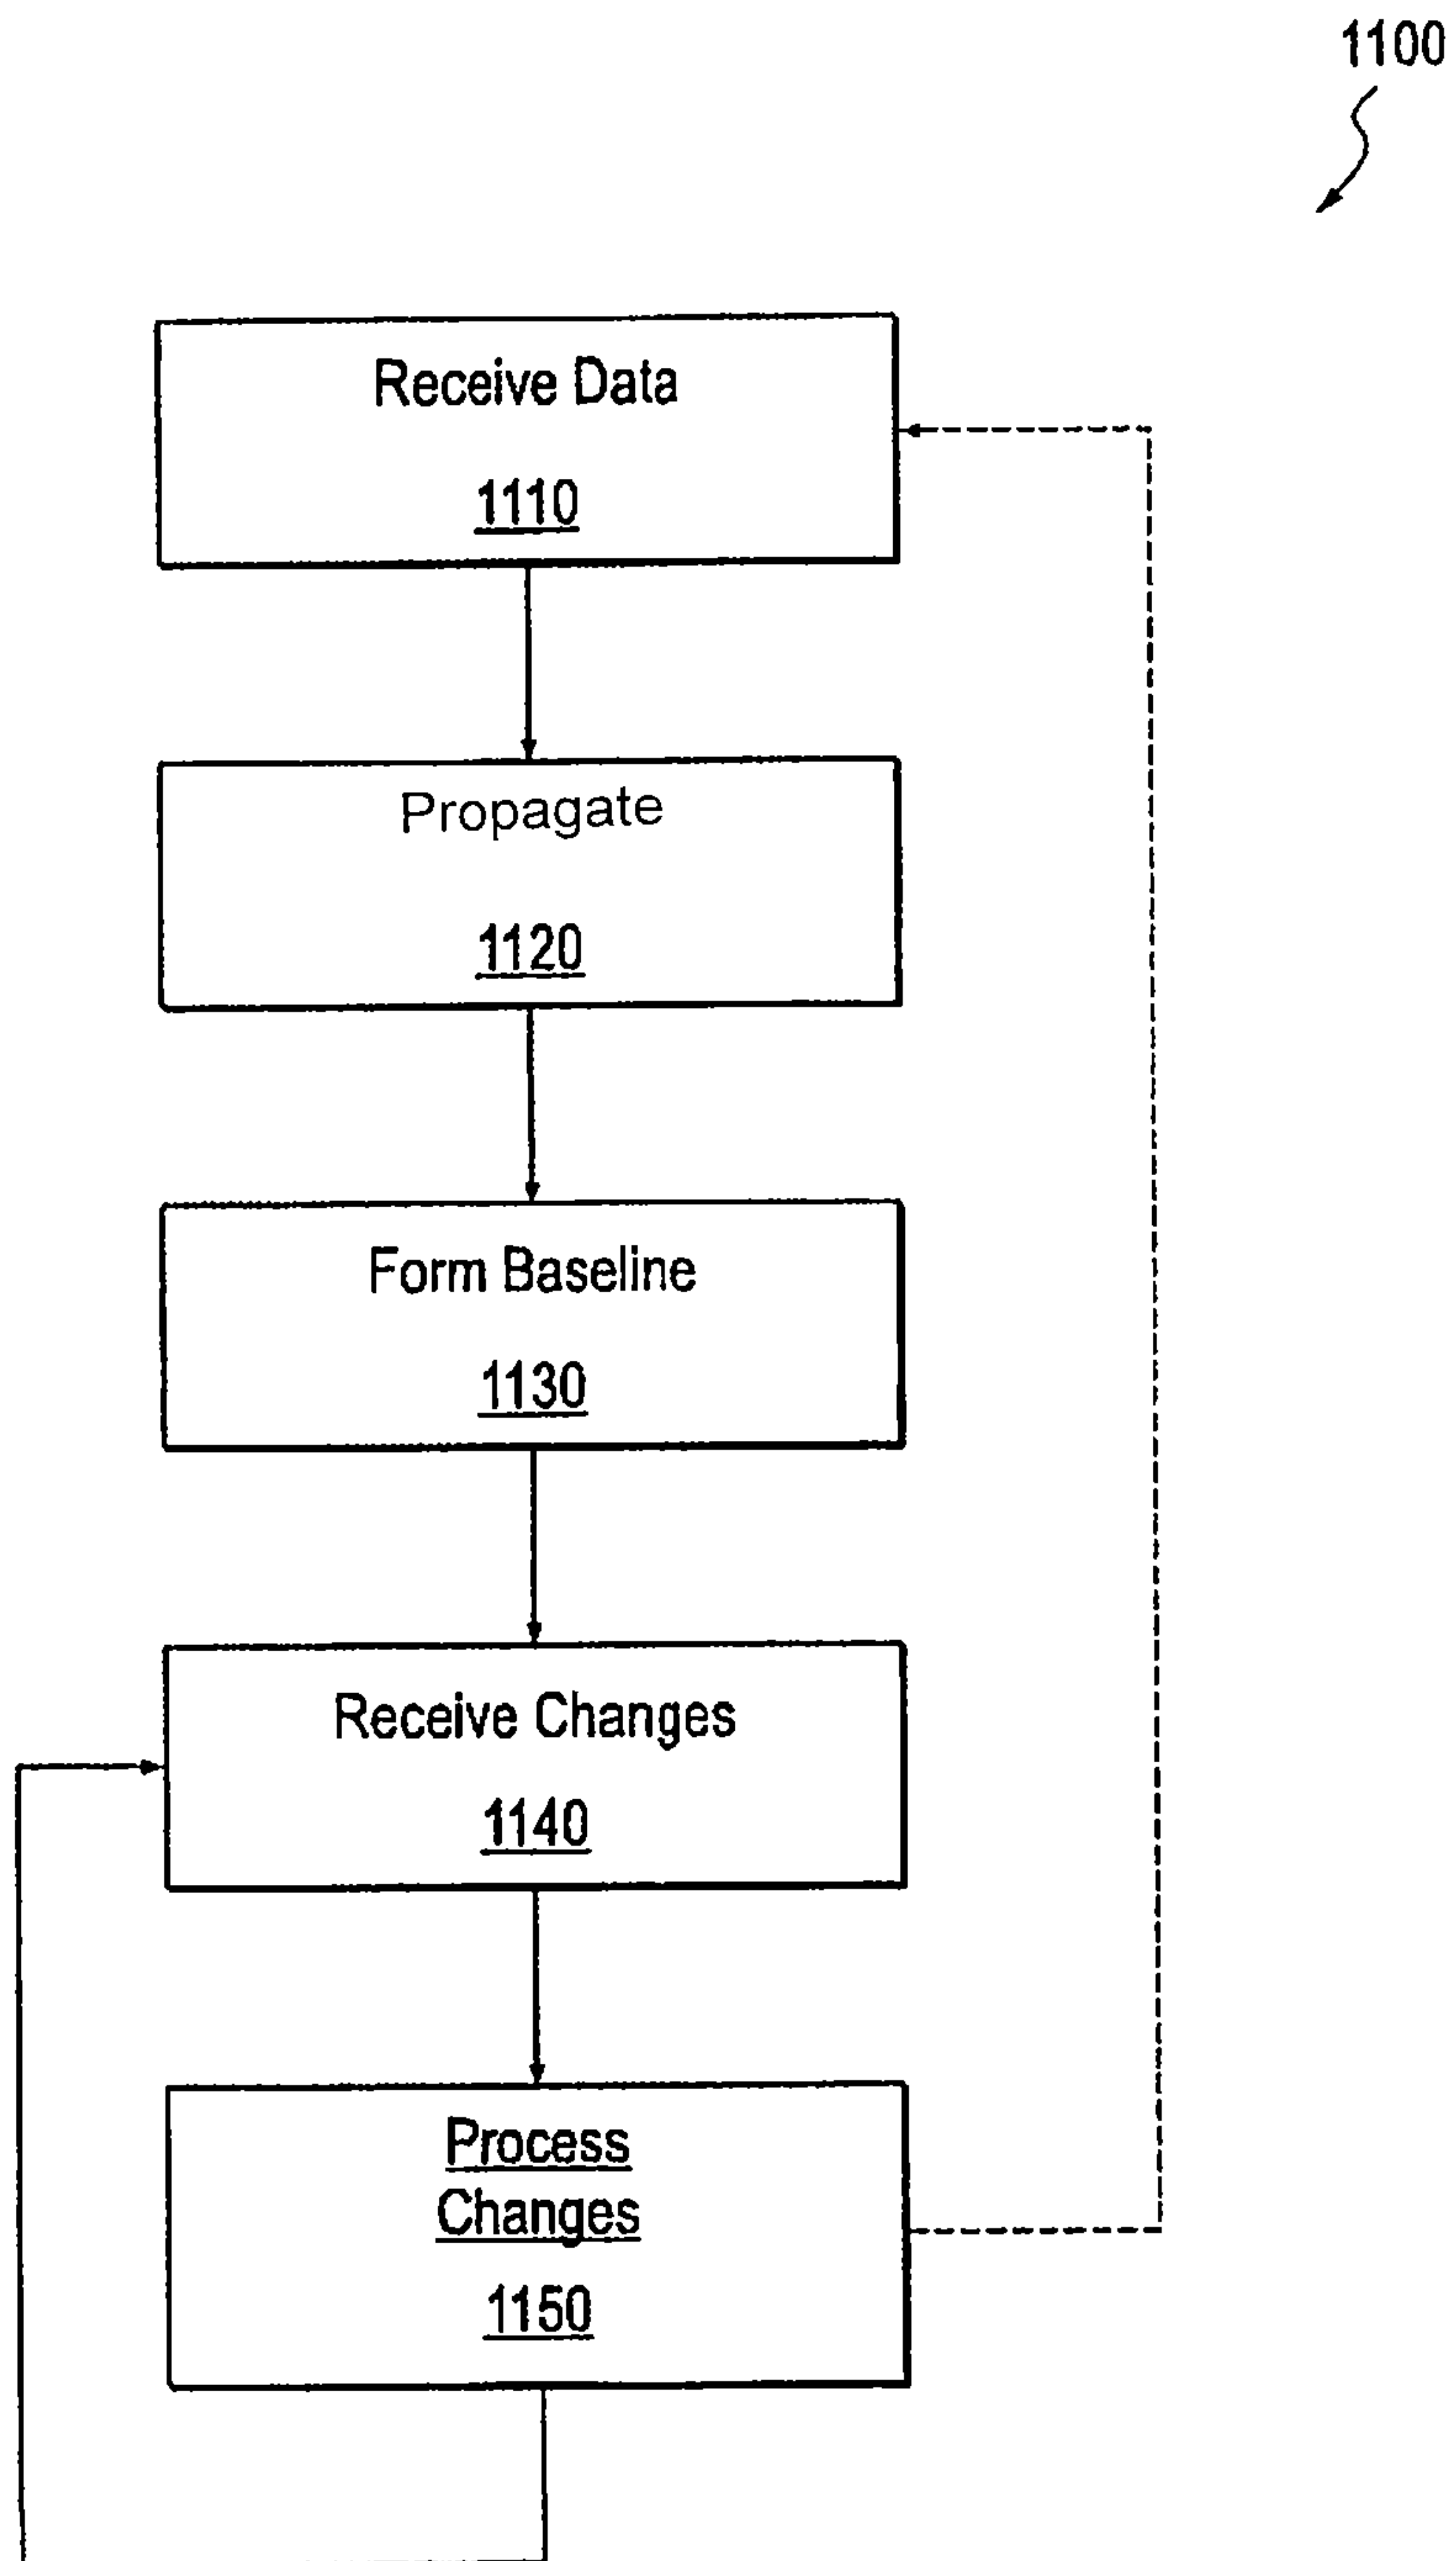 1100
Receive Data
1110
Propagate
1120
Form Baseline
1130
Receive Changes
1140
Process
Changes
1150